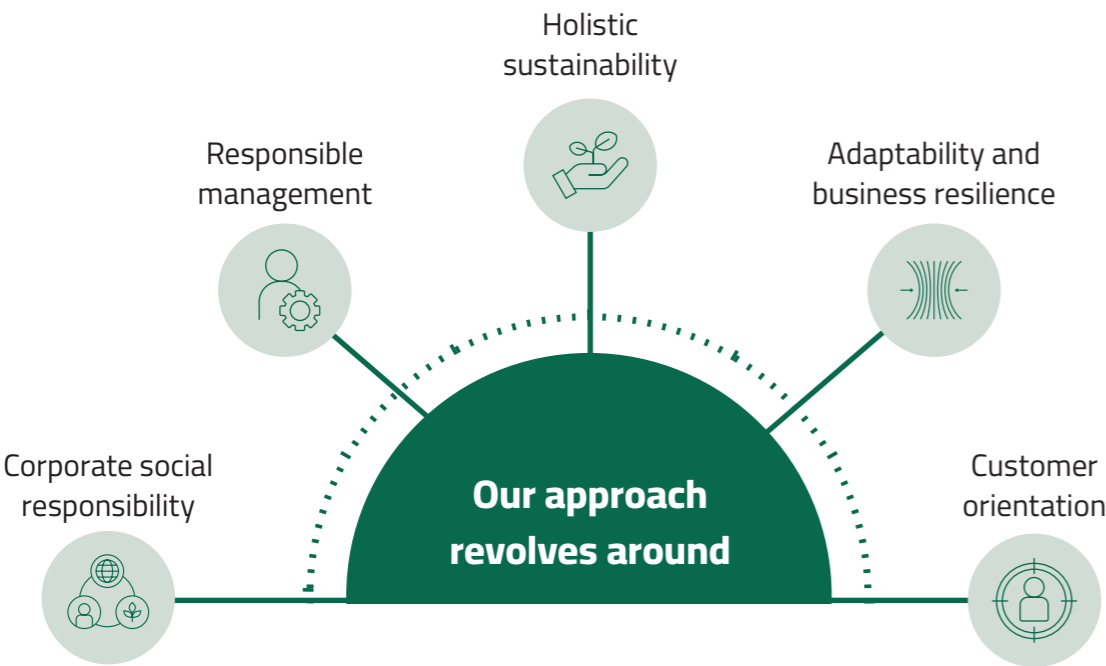 Holistic
sustainability
Responsible
management
Adaptability and
business resilience
Corporate social
responsibility
Customer
orientation
Our approach
revolves around